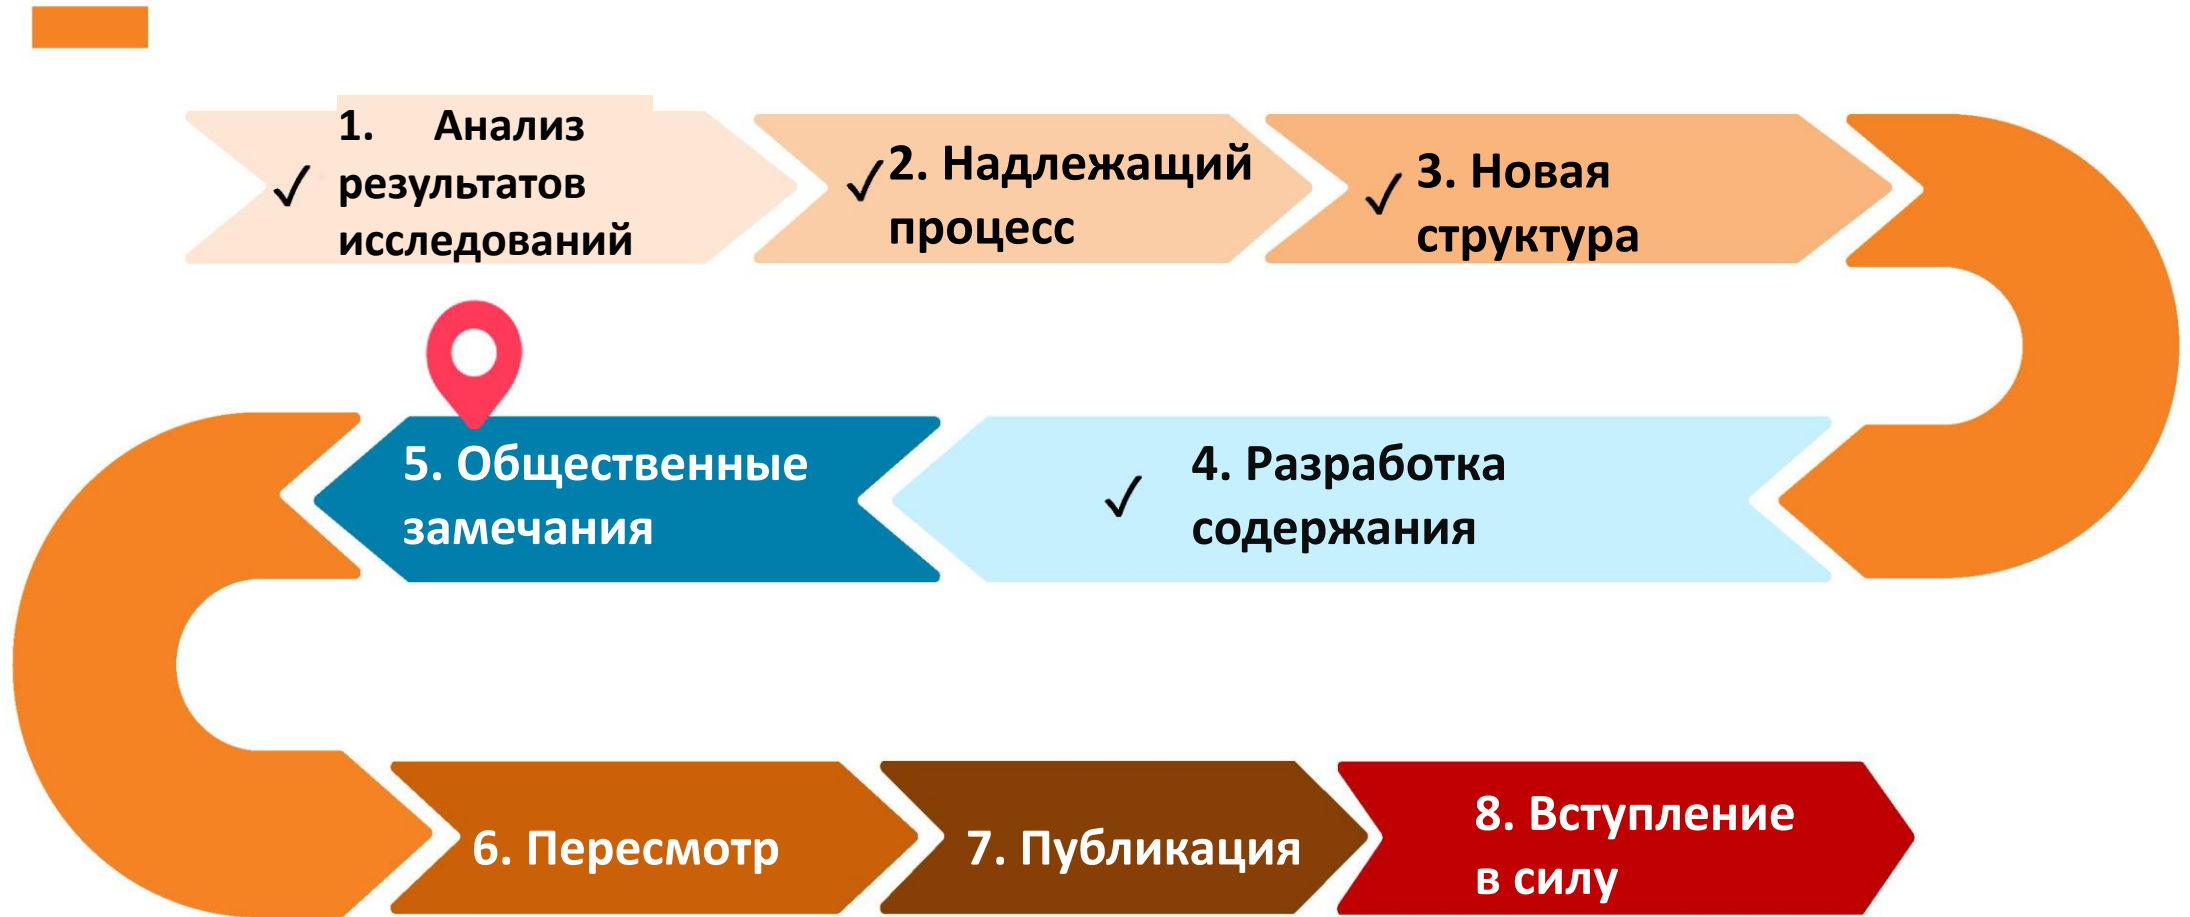 1. Анализ
результатов
исследований
2. Надлежащий
процесс
3. Новая
структура
4. Разработка
содержания
5. Общественные
замечания
6. Пересмотр
7. Публикация
8. Вступление
в силу